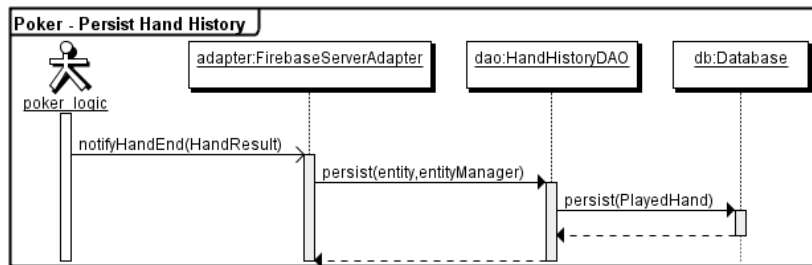 Poker - Persist Hand History
adapter:FirebaseServerAdapter
dao:HandHistoryDAO
db:Database
poker_logic
notifyHandEnd(HandResult)
persist(entity,entityManager)
persist(PlayedHand)